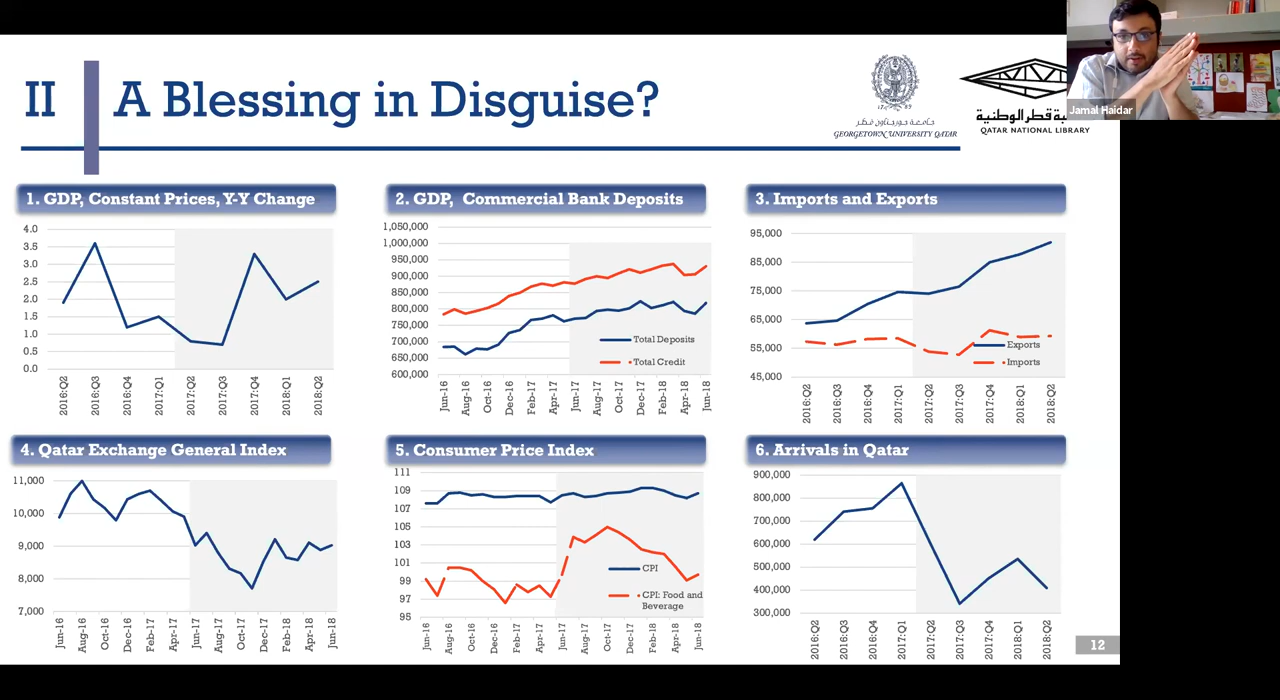 II A Blessing in Disguise?
17 89
جامعة جورجتاون قطر
GEORGETOWN UNIVERSITY QATAR
قطر الوطنية
QATAR NATIONAL LIBRARY
Jamal Haidar
1. GDP, Constant Prices, Y-Y Change
4.0
3.5
3.0
2.5
2.0
1.5
1.0
0.5
0.0
2016:Q2
2016:Q3
2016:Q4
2017:Q1
2017:Q2
2017:Q3
2017:Q4
2018:Q1
2018:Q2
2. GDP, Commercial Bank Deposits
1,050,000
1,000,000
950,000
900,000
850,000
800,000
750,000
700,000
650,000
600,000
Total Deposits
Total Credit
Jun-16
Aug-16
Oct-16
Dec-16
Feb-17
Apr-17
Jun-17
Aug-17
Oct-17
Dec-17
Feb-18
Apr-18
Jun-18
3. Imports and Exports
95,000
85,000
75,000
65,000
55,000
45,000
Exports
Imports
2016:Q2
2016:Q3
2016:Q4
2017:Q1
2017:Q2
2017:Q3
2017:Q4
2018:Q1
2018:Q2
4. Qatar Exchange General Index
11,000
10,000
9,000
8,000
7,000
Jun-16
Aug-16
Oct-16
Dec-16
Feb-17
Apr-17
Jun-17
Aug-17
Oct-17
Dec-17
Feb-18
Apr-18
Jun-18
5. Consumer Price Index
111
109
107
105
103
101
99
97
95
CPI
CPI: Food and
Beverage
Jun-16
Aug-16
Oct-16
Dec-16
Feb-17
Apr-17
Jun-17
Aug-17
Oct-17
Dec-17
Feb-18
Apr-18
Jun-18
6. Arrivals in Qatar
900,000
800,000
700,000
600,000
500,000
400,000
300,000
2016:Q2
2016:Q3
2016:Q4
2017:Q1
2017:Q2
2017:Q3
2017:Q4
2018:Q1
2018:Q2
12